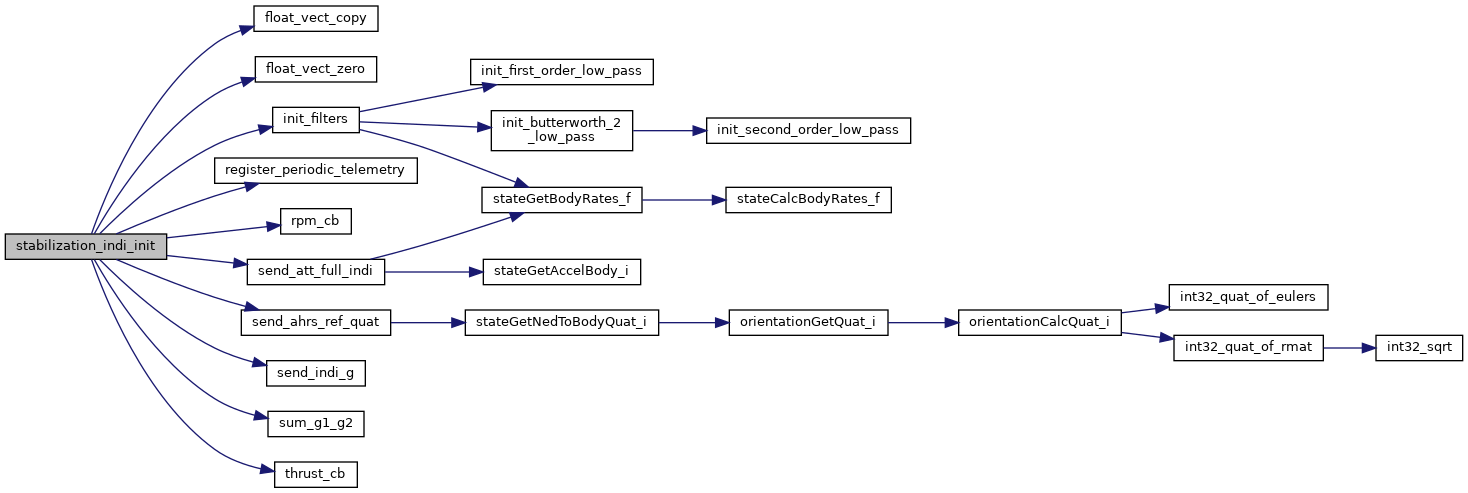 float_vect_copy
float_vect_zero
init_first_order_low_pass
init_filters
init_butterworth_2
_low_pass
init_second_order_low_pass
register_periodic_telemetry
stateGetBodyRates_f
stateCalcBodyRates_f
rpm_cb
stabilization_indi_init
send_att_full_indi
stateGetAccelBody_i
int32_quat_of_eulers
send_ahrs_ref_quat
stateGetNedToBodyQuat_i
orientationGetQuat_i
orientationCalcQuat_i
int32_quat_of_rmat
int32_sqrt
send_indi_g
sum_g1_g2
thrust_cb